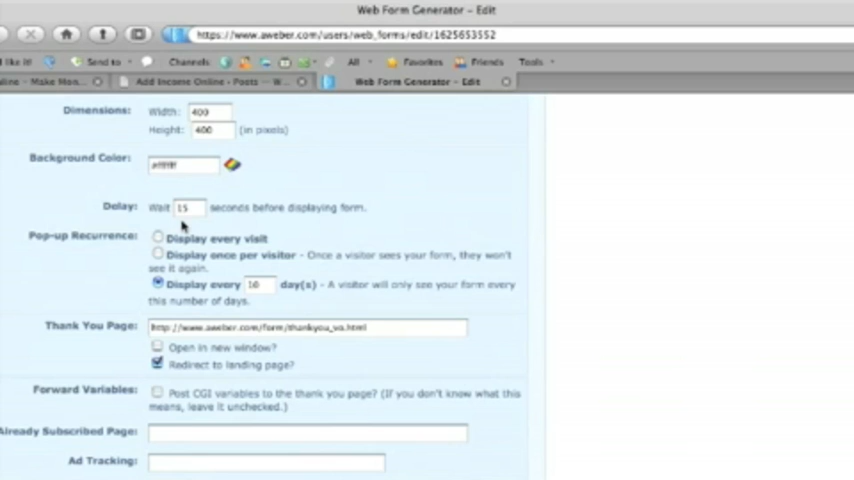 Web Form Generator – Edit
https://www.aweber.com/users/web_forms/edit/1625653552
like it! Send to Channels All Favorites Friends Tools
line – Make Mon... Add Income Online · Posts — W... Web Form Generator – Edit
Dimensions: Width: 400
Height: 400 (in pixels)
Background Color: #ffffff
Delay: Wait 15 seconds before displaying form.
Pop-up Recurrence: Display every visit
Display once per visitor - Once a visitor sees your form, they won't
see it again.
Display every 10 day(s) - A visitor will only see your form every
this number of days.
Thank You Page: http://www.aweber.com/form/thankyou_vo.html
Open in new window?
Redirect to landing page?
Forward Variables: Post CGI variables to the thank you page? (If you don't know what this
means, leave it unchecked.)
Already Subscribed Page:
Ad Tracking: